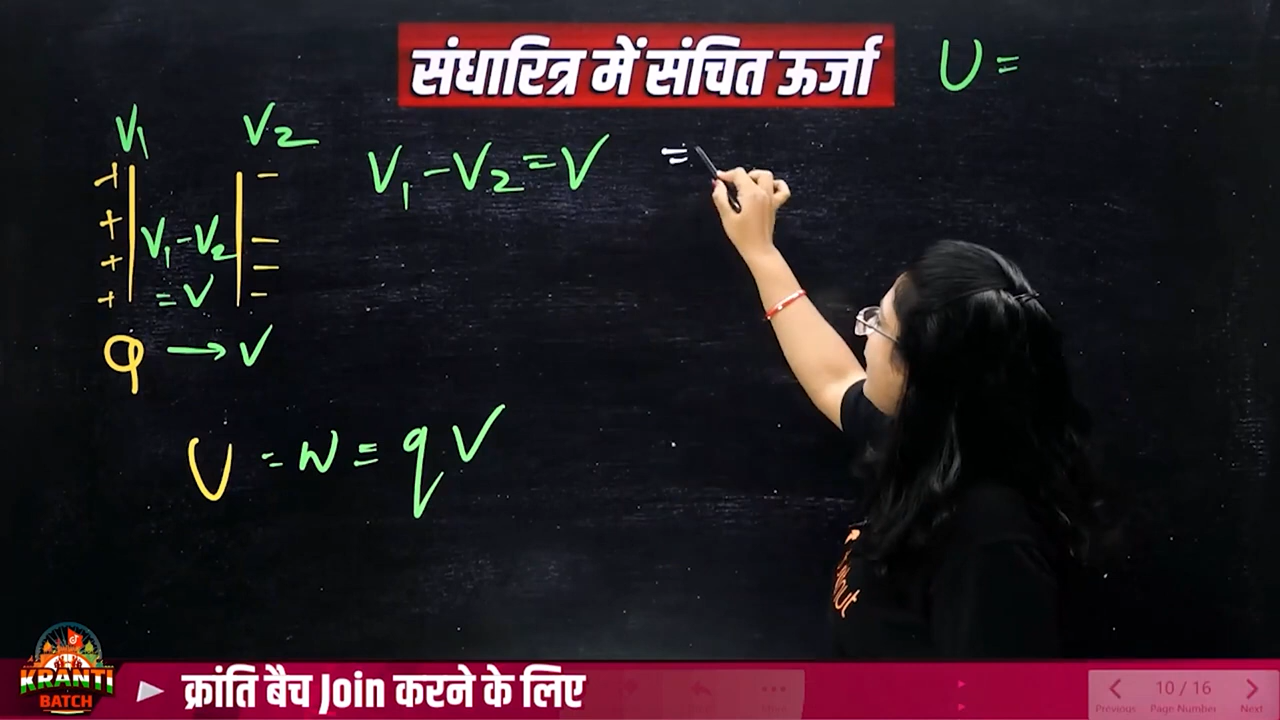 संधारित्र में संचित ऊर्जा
U =
V₁ V₂
V₁ - V₂ = V =
+ -
+ V₁ - V₂ -
+ -
+ = V -
q → V
U = W = qV
KRANTI
BATCH
क्रांति बैच Join करने के लिए
10 / 16
Previous Page Number Next